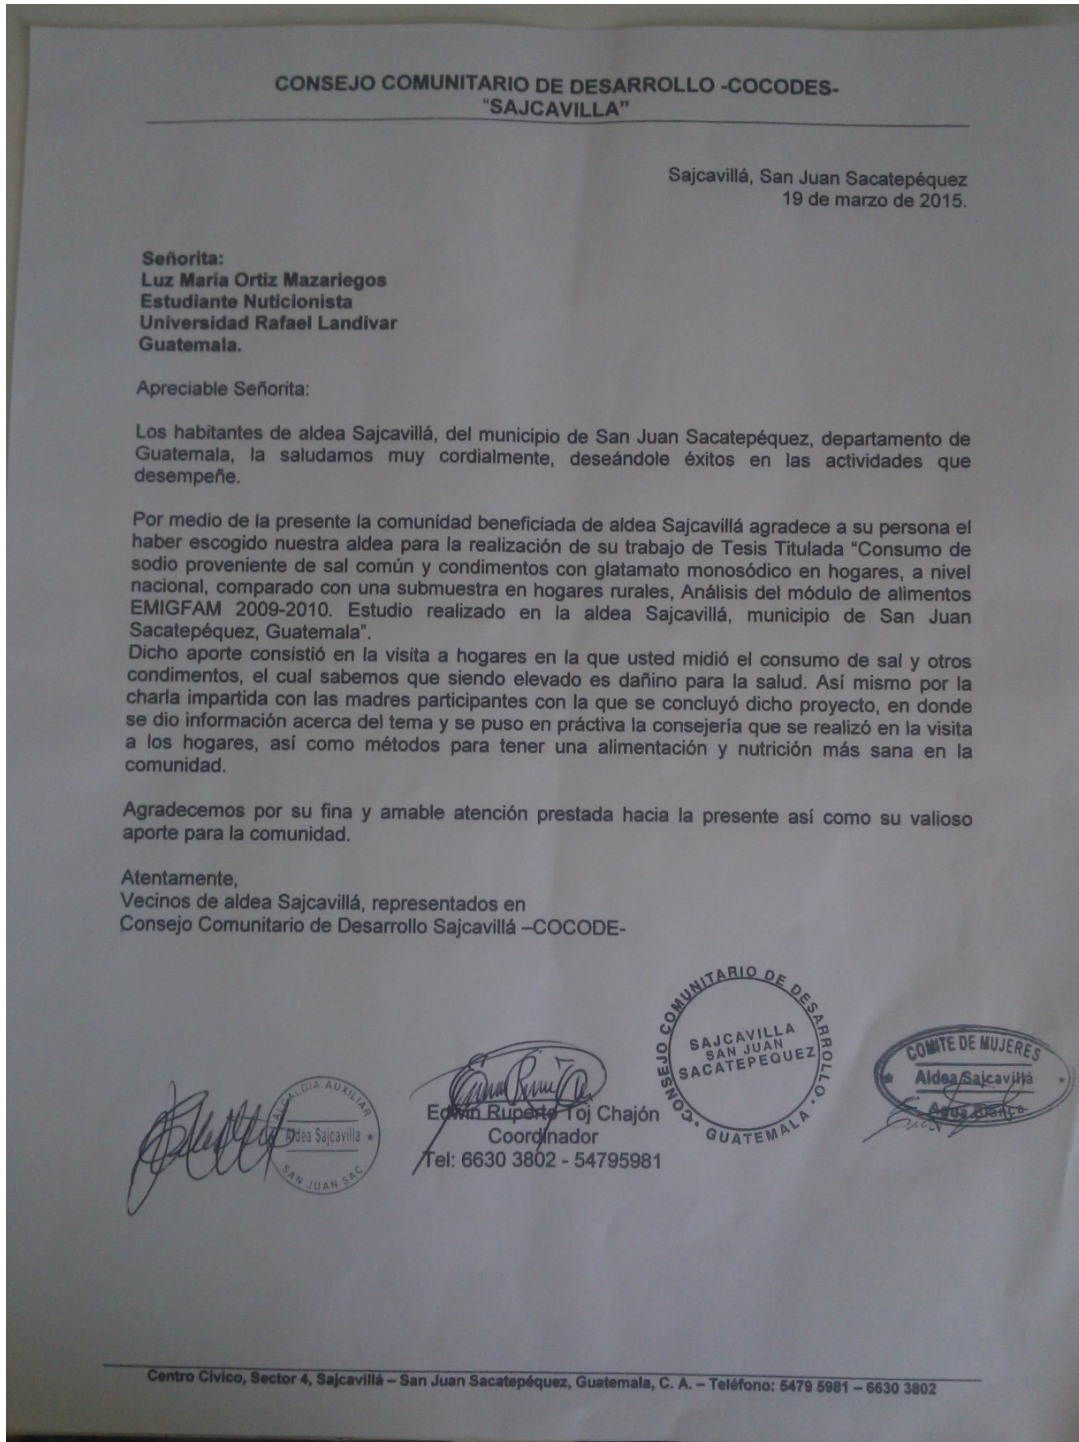 CONSEJO COMUNITARIO DE DESARROLLO -COCODES-
“SAJCAVILLA”
Sajcavillá, San Juan Sacatepéquez
19 de marzo de 2015.
Señorita:
Luz María Ortiz Mazariegos
Estudiante Nuticionista
Universidad Rafael Landivar
Guatemala.
Apreciable Señorita:
Los habitantes de aldea Sajcavillá, del municipio de San Juan Sacatepéquez, departamento de
Guatemala, la saludamos muy cordialmente, deseándole éxitos en las actividades que
desempeñe.
Por medio de la presente la comunidad beneficiada de aldea Sajcavillá agradece a su persona el
haber escogido nuestra aldea para la realización de su trabajo de Tesis Titulada “Consumo de
sodio proveniente de sal común y condimentos con glatamato monosódico en hogares, a nivel
nacional, comparado con una submuestra en hogares rurales, Análisis del módulo de alimentos
EMIGFAM 2009-2010. Estudio realizado en la aldea Sajcavillá, municipio de San Juan
Sacatepéquez, Guatemala”.
Dicho aporte consistió en la visita a hogares en la que usted midió el consumo de sal y otros
condimentos, el cual sabemos que siendo elevado es dañino para la salud. Así mismo por la
charla impartida con las madres participantes con la que se concluyó dicho proyecto, en donde
se dio información acerca del tema y se puso en práctiva la consejería que se realizó en la visita
a los hogares, así como métodos para tener una alimentación y nutrición más sana en la
comunidad.
Agradecemos por su fina y amable atención prestada hacia la presente así como su valioso
aporte para la comunidad.
Atentamente,
Vecinos de aldea Sajcavillá, representados en
Consejo Comunitario de Desarrollo Sajcavillá –COCODE-
ALCALDIA AUXILIAR
Aldea Sajcavilla
SAN JUAN SAC.
Edwin Ruperto Toj Chajón
Coordinador
Tel: 6630 3802 - 54795981
CONSEJO COMUNITARIO DE DESARROLLO
SAJCAVILLA
SAN JUAN
SACATEPEQUEZ
GUATEMALA
COMITE DE MUJERES
Aldea Sajcavillá
Agua Blanca
Centro Cívico, Sector 4, Sajcavillá – San Juan Sacatepéquez, Guatemala, C. A. – Teléfono: 5479 5981 – 6630 3802